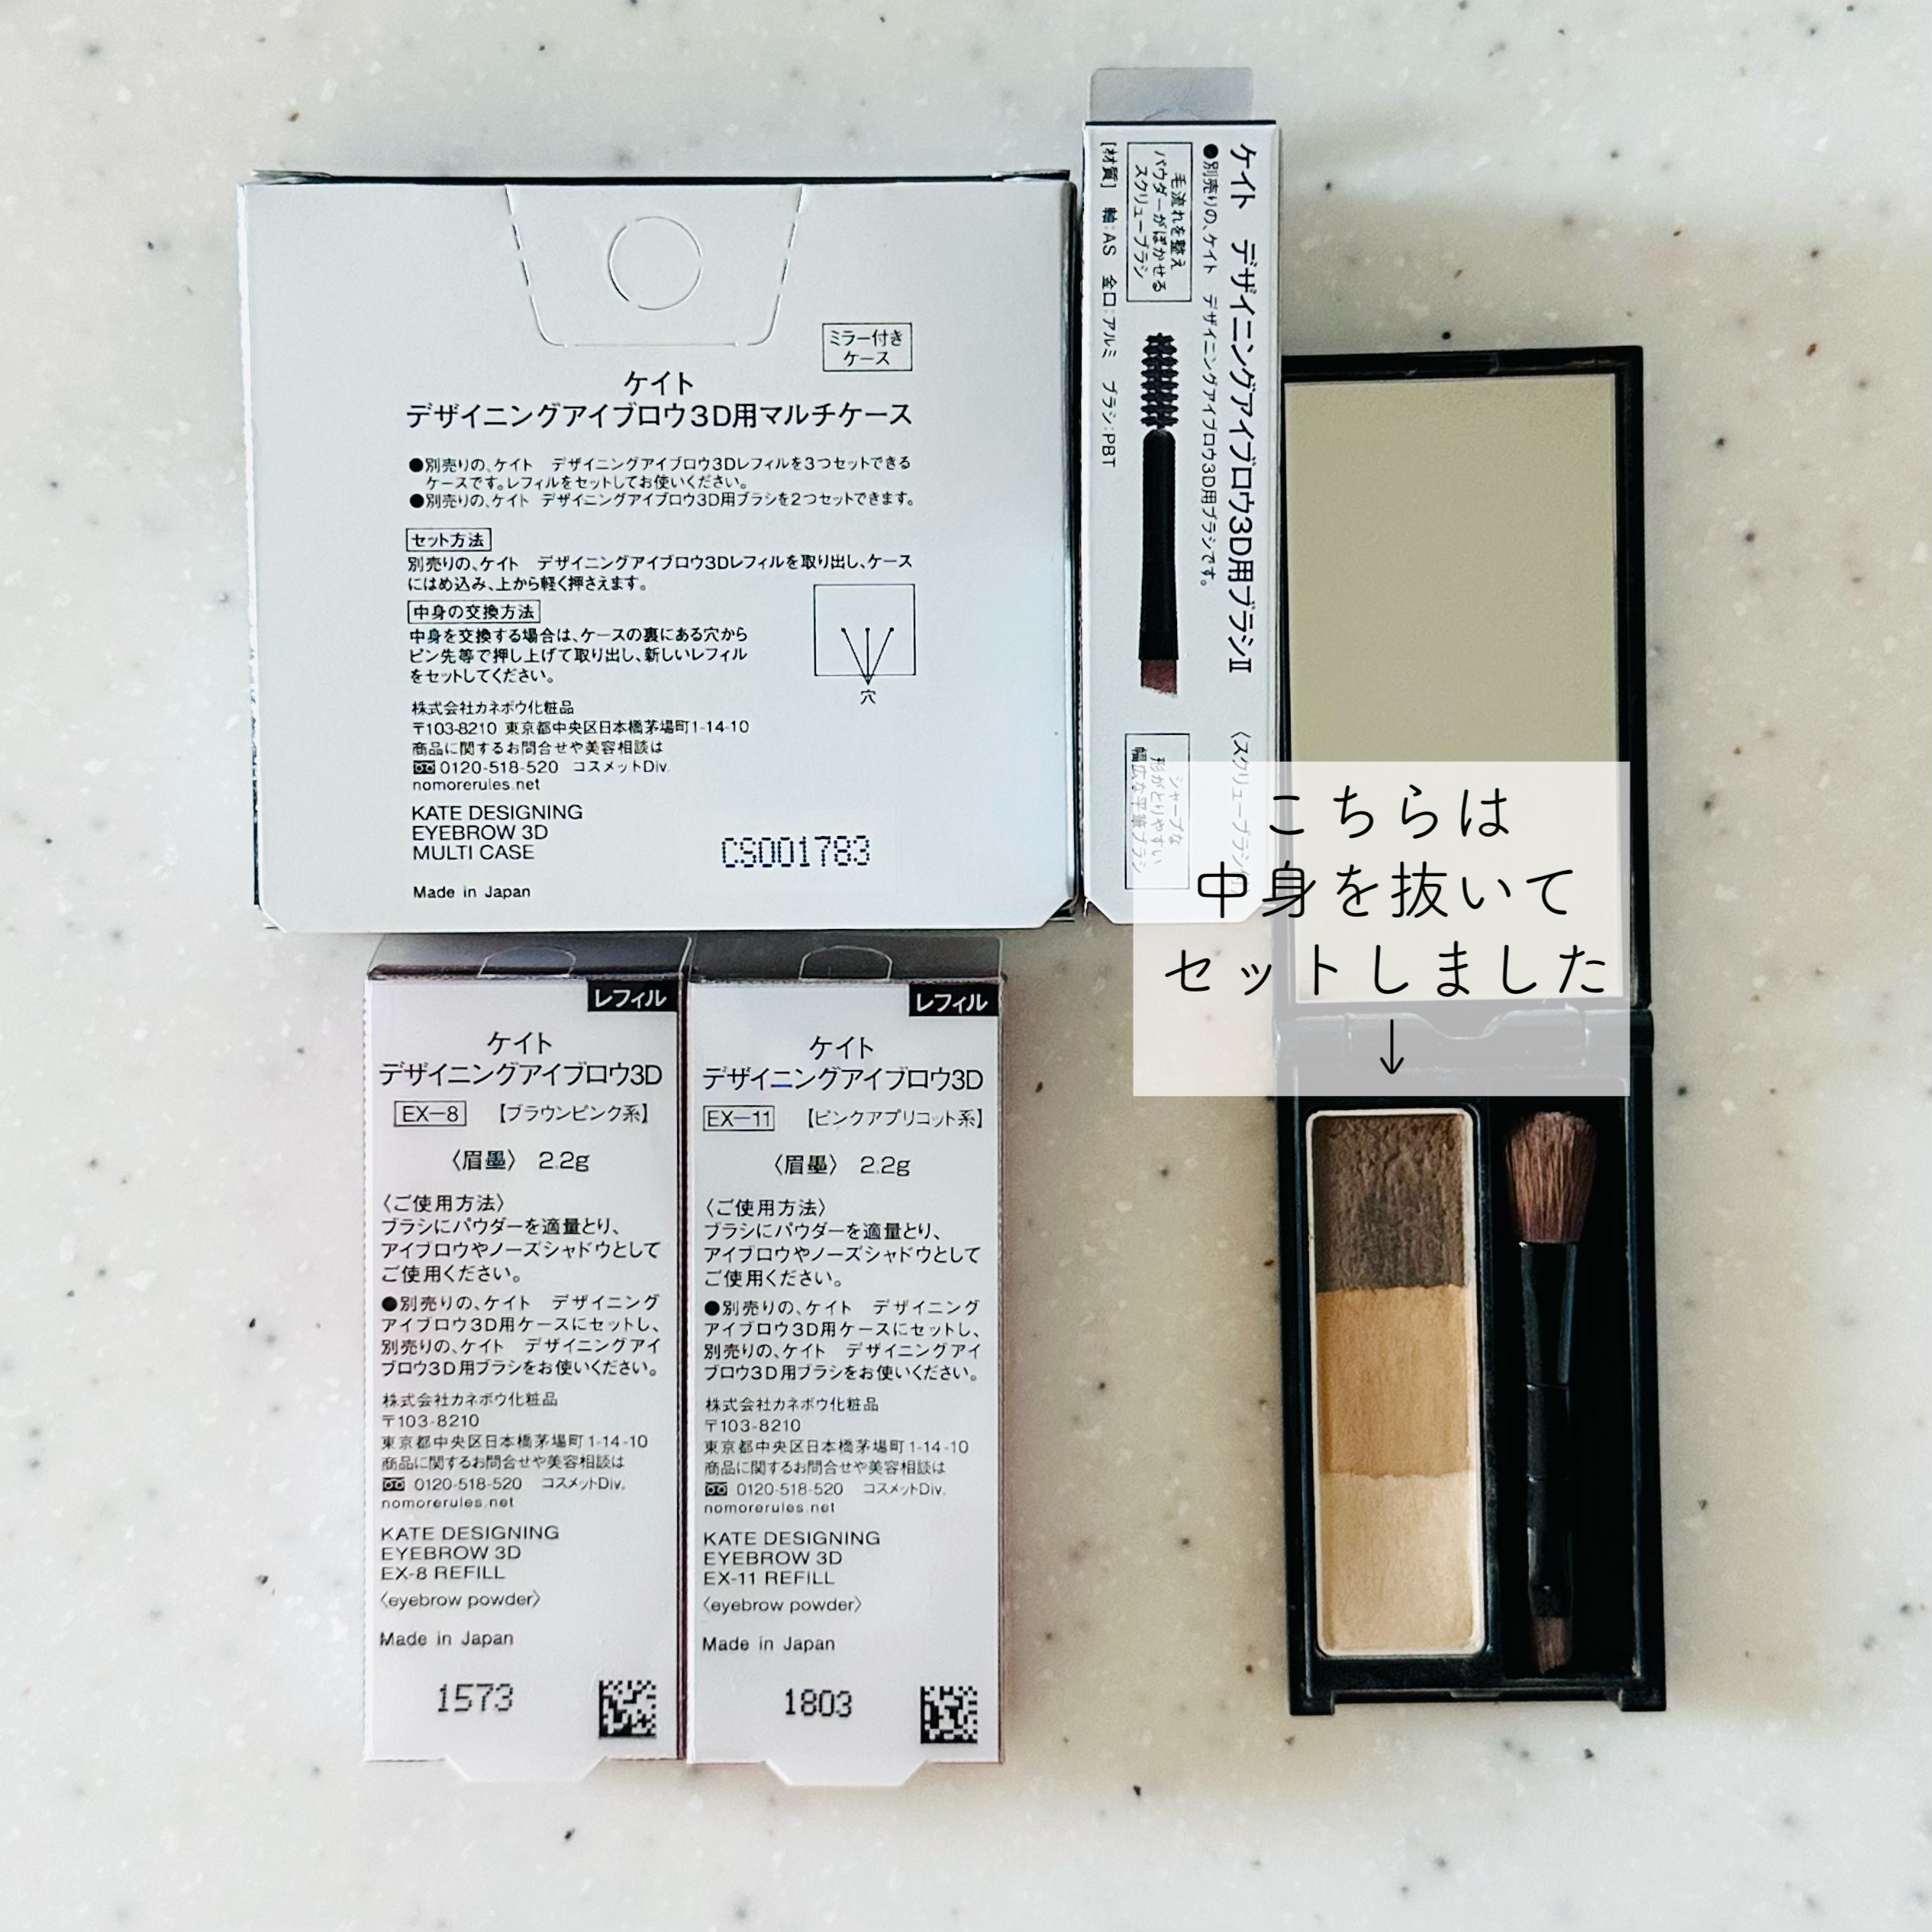 ミラー付き
ケース
ケイト
デザイニングアイブロウ3D用マルチケース
●別売りの、ケイト　デザイニングアイブロウ3Dレフィルを3つセットできる
ケースです。レフィルをセットしてお使いください。
●別売りの、ケイト デザイニングアイブロウ3D用ブラシを2つセットできます。
セット方法
別売りの、ケイト　デザイニングアイブロウ3Dレフィルを取り出し、ケース
にはめ込み、上から軽く押さえます。
中身の交換方法
中身を交換する場合は、ケースの裏にある穴から
ピン先等で押し上げて取り出し、新しいレフィル
をセットしてください。
穴
株式会社カネボウ化粧品
〒103-8210 東京都中央区日本橋茅場町1-14-10
商品に関するお問合せや美容相談は
0120-518-520　コスメットDiv.
nomorerules.net
KATE DESIGNING
EYEBROW 3D
MULTI CASE
CS001783
Made in Japan
ケイト　デザイニングアイブロウ3D用ブラシⅡ　〈スクリューブラシ付〉
●別売りの、ケイト　デザイニングアイブロウ3D用ブラシです。
毛流れを整え
パウダーがぼかせる
スクリューブラシ
シャープな
形がとりやすい
幅広な平筆ブラシ
[材質]　軸：AS　金口：アルミ　ブラシ：PBT
こちらは
中身を抜いて
セットしました
↓
レフィル
ケイト
デザイニングアイブロウ3D
EX-8 【ブラウンピンク系】
〈眉墨〉 2.2g
〈ご使用方法〉
ブラシにパウダーを適量とり、
アイブロウやノーズシャドウとして
ご使用ください。
●別売りの、ケイト　デザイニング
アイブロウ3D用ケースにセットし、
別売りの、ケイト　デザイニングアイ
ブロウ3D用ブラシをお使いください。
株式会社カネボウ化粧品
〒103-8210
東京都中央区日本橋茅場町1-14-10
商品に関するお問合せや美容相談は
0120-518-520　コスメットDiv.
nomorerules.net
KATE DESIGNING
EYEBROW 3D
EX-8 REFILL
〈eyebrow powder〉
Made in Japan
1573
レフィル
ケイト
デザイニングアイブロウ3D
EX-11 【ピンクアプリコット系】
〈眉墨〉 2.2g
〈ご使用方法〉
ブラシにパウダーを適量とり、
アイブロウやノーズシャドウとして
ご使用ください。
●別売りの、ケイト　デザイニング
アイブロウ3D用ケースにセットし、
別売りの、ケイト　デザイニングアイ
ブロウ3D用ブラシをお使いください。
株式会社カネボウ化粧品
〒103-8210
東京都中央区日本橋茅場町1-14-10
商品に関するお問合せや美容相談は
0120-518-520　コスメットDiv.
nomorerules.net
KATE DESIGNING
EYEBROW 3D
EX-11 REFILL
〈eyebrow powder〉
Made in Japan
1803